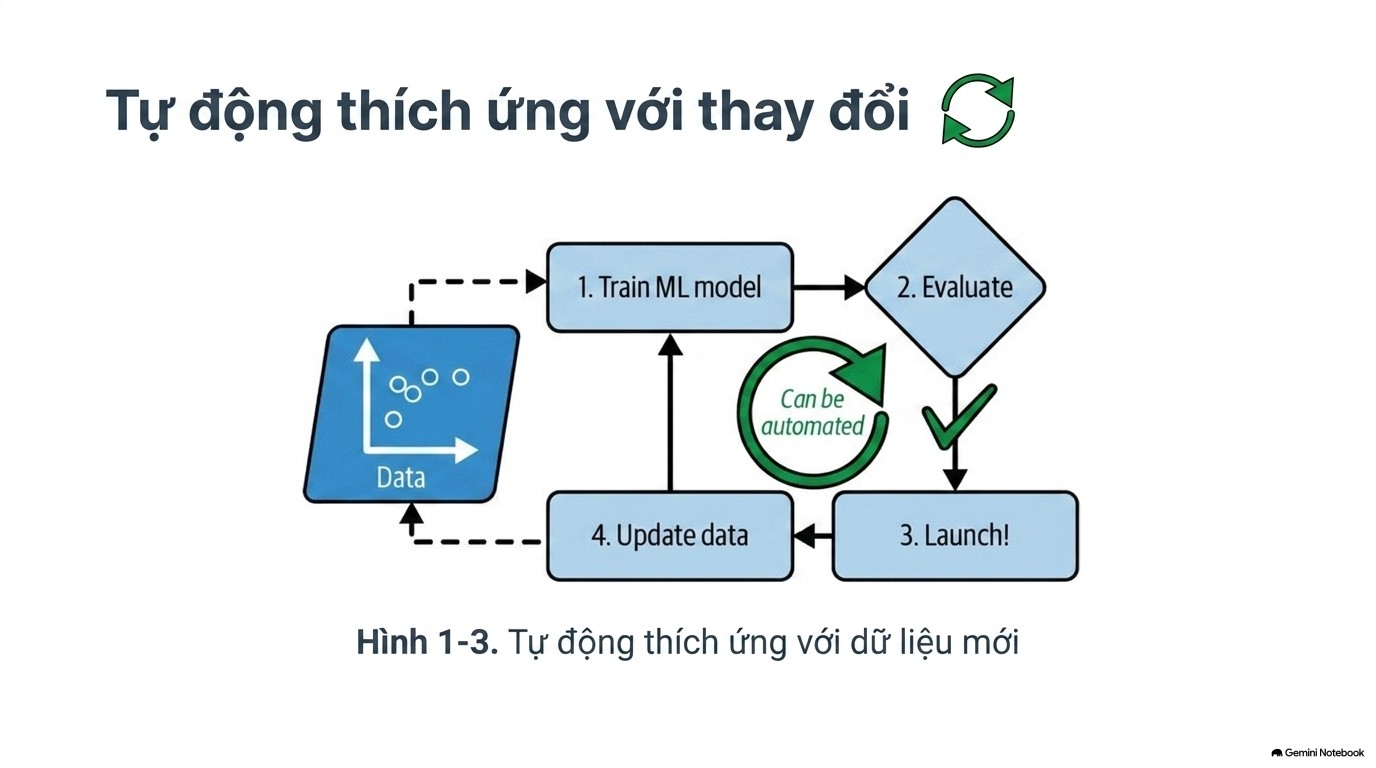 Tự động thích ứng với thay đổi
1. Train ML model
2. Evaluate
Can be
automated
Data
4. Update data
3. Launch!
Hình 1-3. Tự động thích ứng với dữ liệu mới
Gemini Notebook